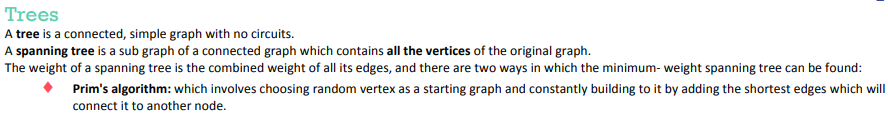 Trees
A tree is a connected, simple graph with no circuits.
A spanning tree is a sub graph of a connected graph which contains all the vertices of the original graph.
The weight of a spanning tree is the combined weight of all its edges, and there are two ways in which the minimum- weight spanning tree can be found:
Prim's algorithm: which involves choosing random vertex as a starting graph and constantly building to it by adding the shortest edges which will
connect it to another node.